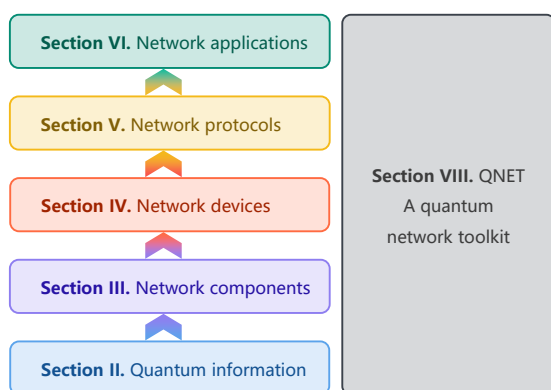 Section VI. Network applications
Section V. Network protocols
Section IV. Network devices
Section III. Network components
Section II. Quantum information
Section VIII. QNET
A quantum
network toolkit